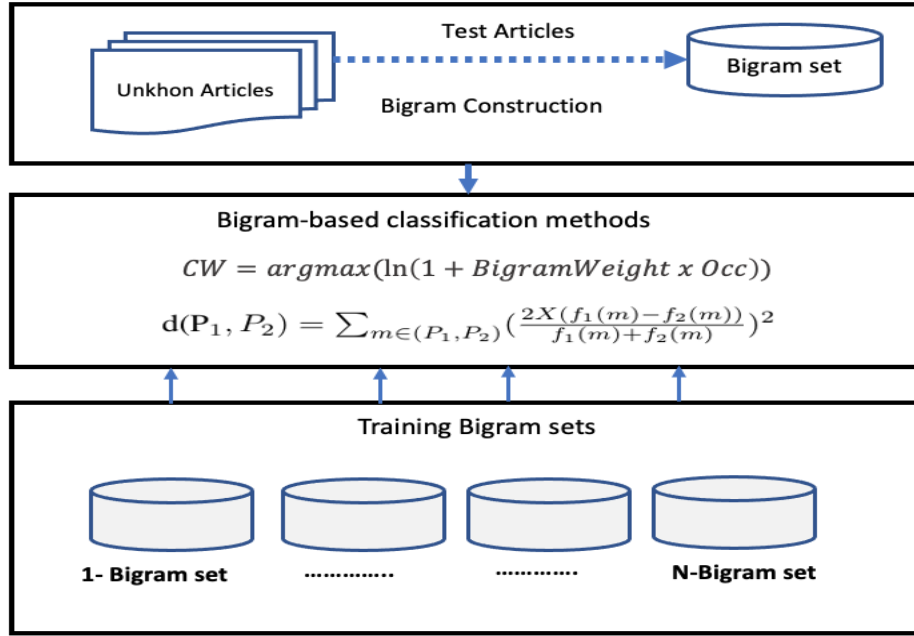 Test Articles
Unkhon Articles
Bigram set
Bigram Construction
Bigram-based classification methods
CW = argmax(ln(1 + BigramWeight x Occ))
d(P₁, P₂) = ∑ₘ∈(P₁,P₂) (2X(f₁(m)−f₂(m)) / f₁(m)+f₂(m))²
Training Bigram sets
1- Bigram set ………….. …………. N-Bigram set